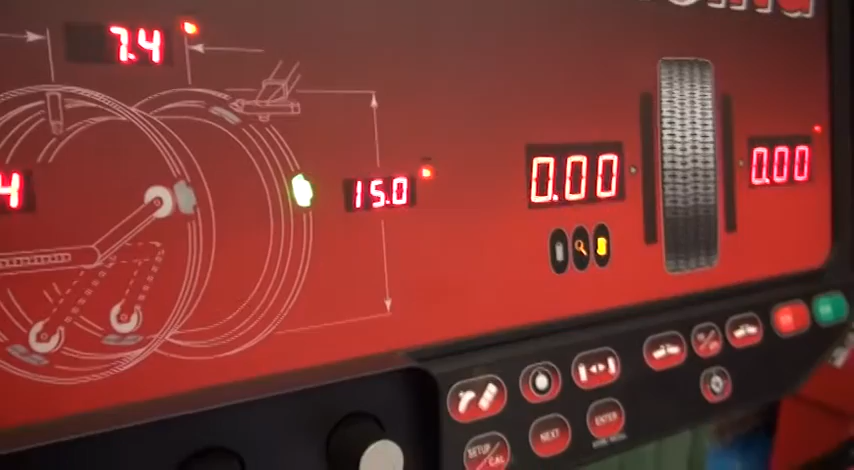 7.4
4
15.0
0.00
0.00
NEXT
ENTER
SETUP
CAL